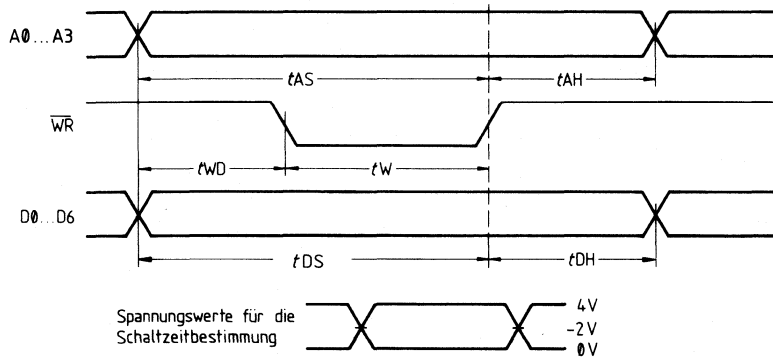 A0...A3
tAS
tAH
WR
tWD
tW
D0...D6
tDS
tDH
Spannungswerte für die
Schaltzeitbestimmung
4V
-2V
0V